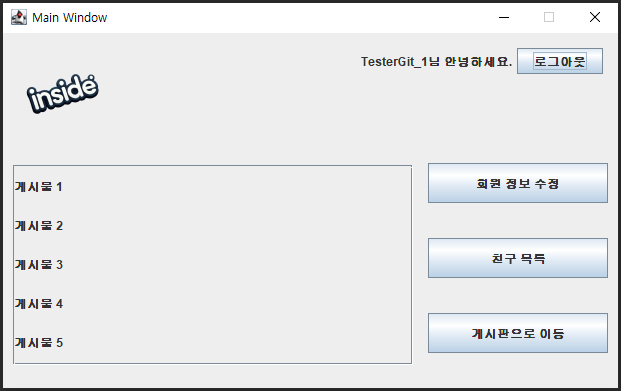 Main Window
TesterGit_1님 안녕하세요. 로그아웃
inside
게시물 1
게시물 2
게시물 3
게시물 4
게시물 5
회원 정보 수정
친구 목록
게시판으로 이동